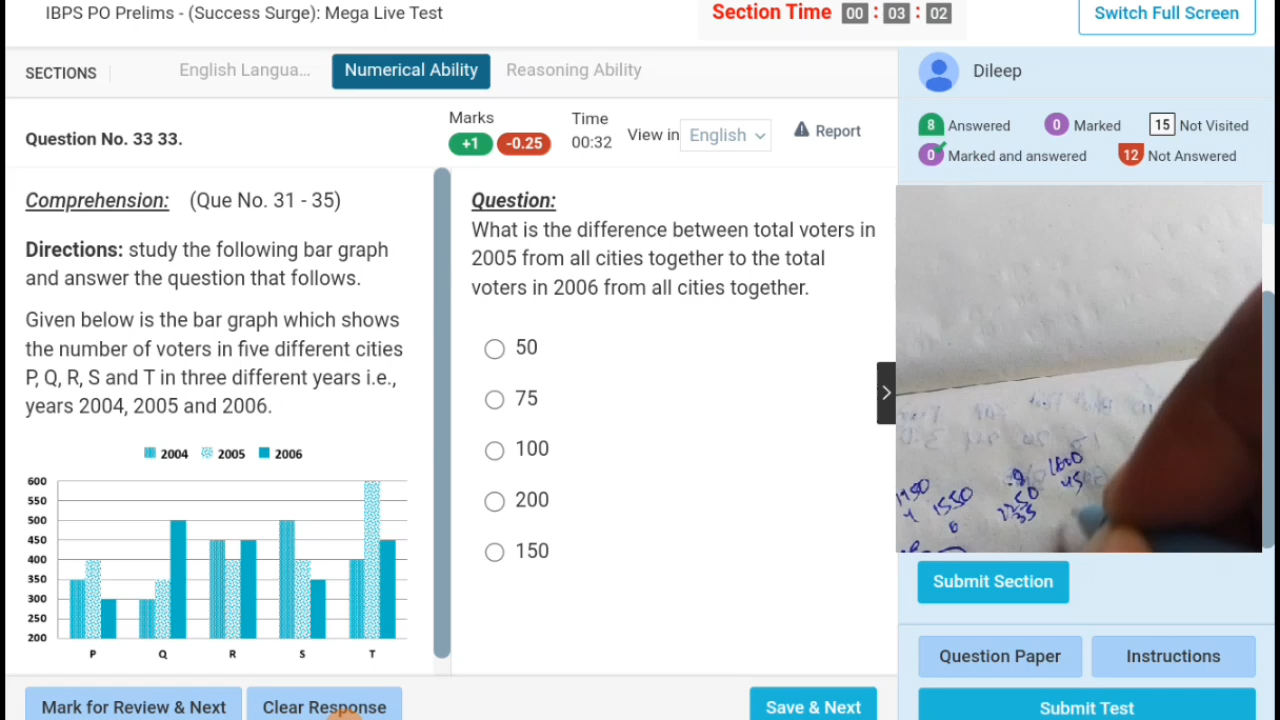 IBPS PO Prelims - (Success Surge): Mega Live Test
Section Time 00 : 03 : 02
Switch Full Screen
SECTIONS
English Langua...
Numerical Ability
Reasoning Ability
Dileep
Question No. 33 33.
Marks
+1 -0.25
Time
00:32
View in English
Report
8 Answered
0 Marked
15 Not Visited
0 Marked and answered
12 Not Answered
Comprehension: (Que No. 31 - 35)
Directions: study the following bar graph
and answer the question that follows.
Given below is the bar graph which shows
the number of voters in five different cities
P, Q, R, S and T in three different years i.e.,
years 2004, 2005 and 2006.
2004 2005 2006
600
550
500
450
400
350
300
250
200
P Q R S T
Question:
What is the difference between total voters in
2005 from all cities together to the total
voters in 2006 from all cities together.
50
75
100
200
150
1550
6
35
45
Submit Section
Question Paper
Instructions
Mark for Review & Next
Clear Response
Save & Next
Submit Test